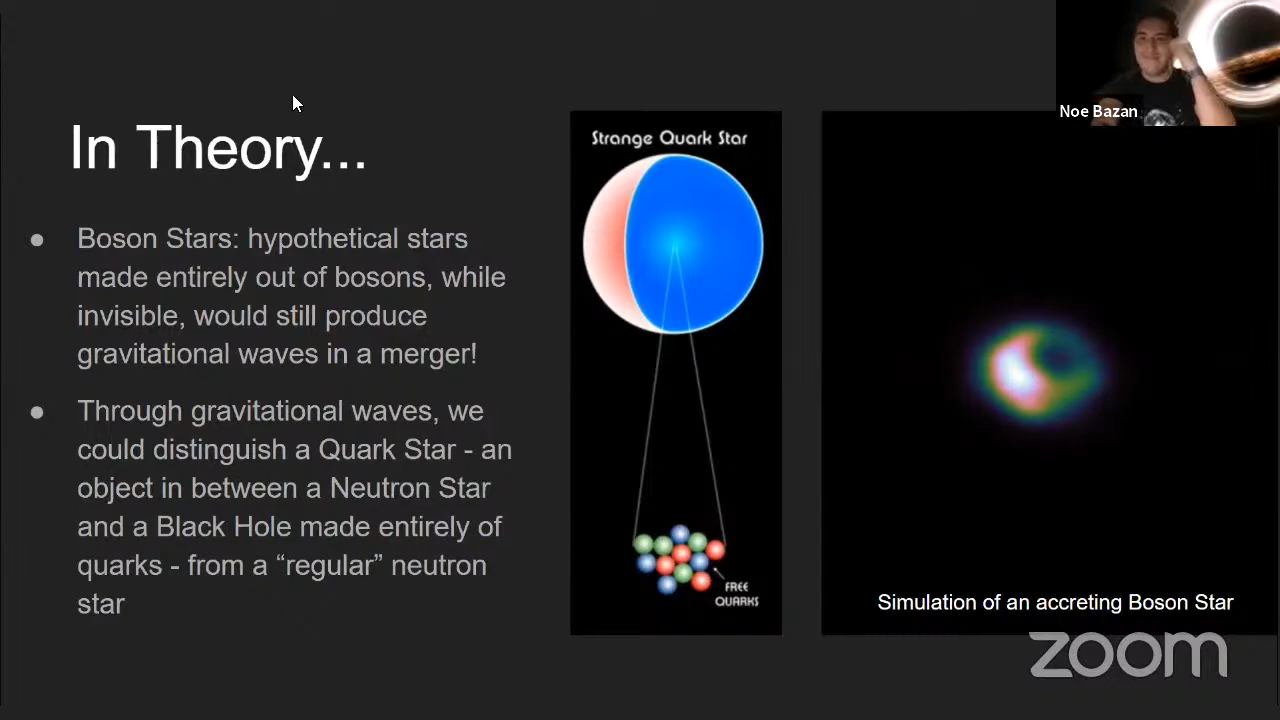 In Theory...
● Boson Stars: hypothetical stars
made entirely out of bosons, while
invisible, would still produce
gravitational waves in a merger!
● Through gravitational waves, we
could distinguish a Quark Star - an
object in between a Neutron Star
and a Black Hole made entirely of
quarks - from a “regular” neutron
star
Strange Quark Star
FREE
QUARKS
Simulation of an accreting Boson Star
Noe Bazan
zoom